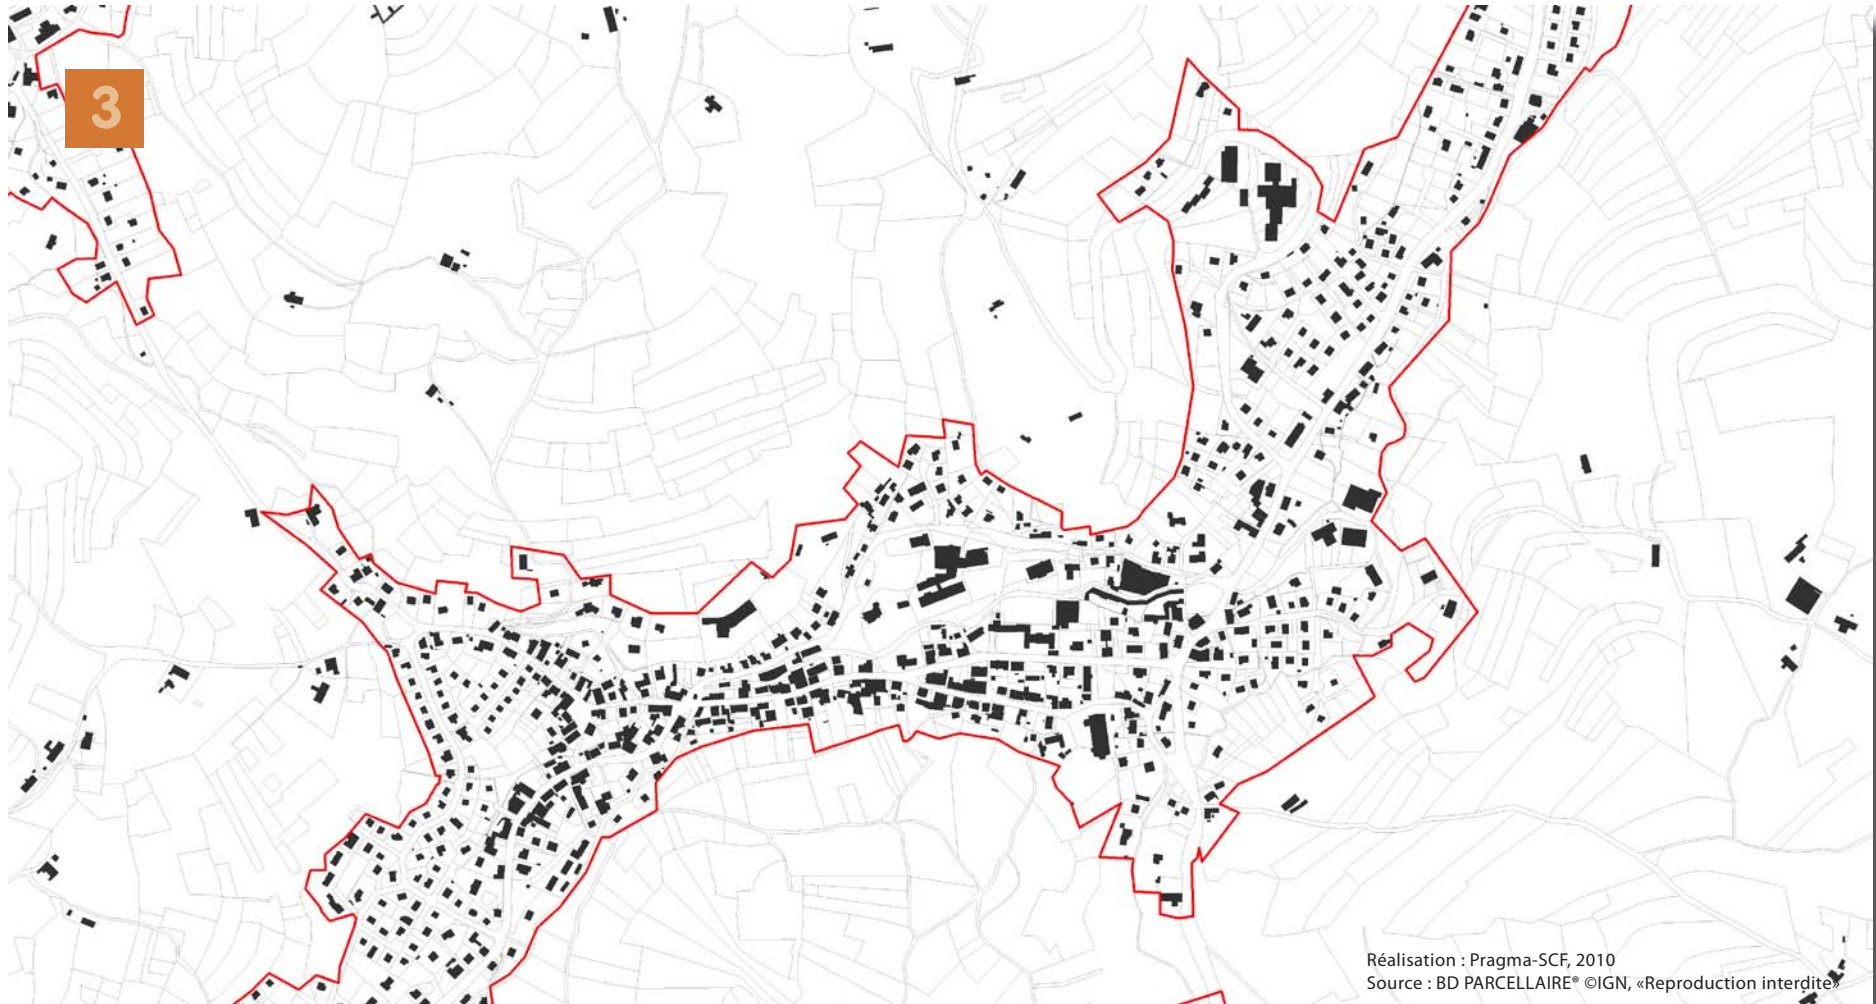 3
Réalisation : Pragma-SCF, 2010
Source : BD PARCELLAIRE® ©IGN, «Reproduction interdite»